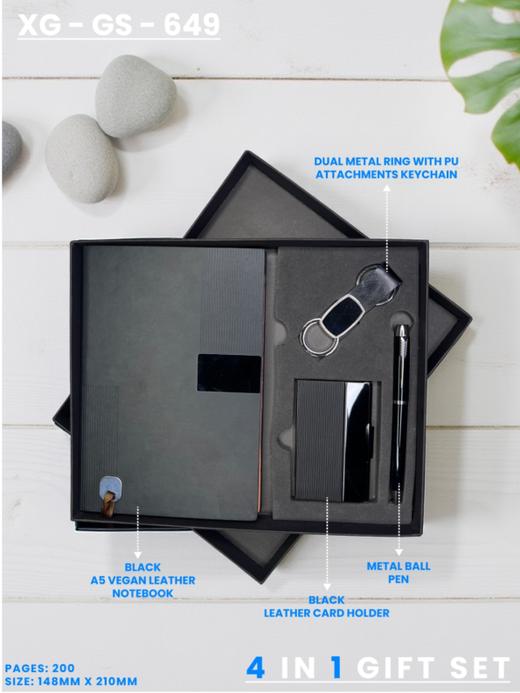 XG - GS - 649
DUAL METAL RING WITH PU
ATTACHMENTS KEYCHAIN
BLACK
A5 VEGAN LEATHER
NOTEBOOK
METAL BALL
PEN
BLACK
LEATHER CARD HOLDER
PAGES: 200
SIZE: 148MM X 210MM
4 IN 1 GIFT SET